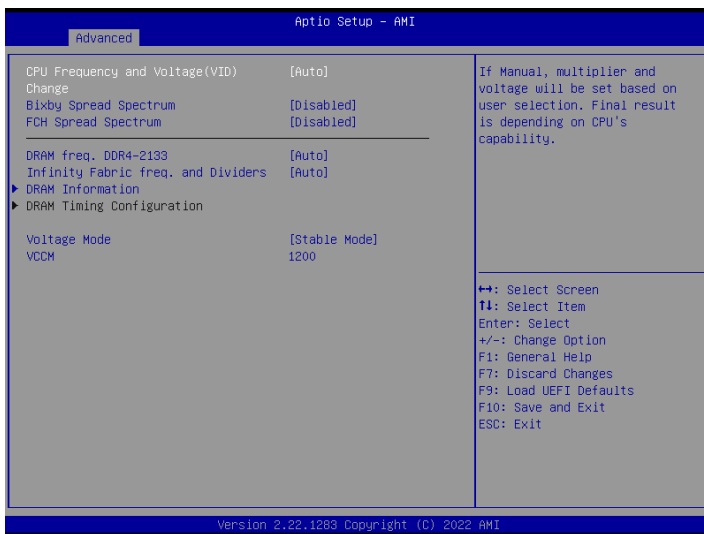 Aptio Setup – AMI
Advanced
CPU Frequency and Voltage(VID) [Auto]
Change
Bixby Spread Spectrum [Disabled]
FCH Spread Spectrum [Disabled]
DRAM freq. DDR4-2133 [Auto]
Infinity Fabric freq. and Dividers [Auto]
DRAM Information
DRAM Timing Configuration
Voltage Mode [Stable Mode]
VCCM 1200
If Manual, multiplier and
voltage will be set based on
user selection. Final result
is depending on CPU's
capability.
↔: Select Screen
↑↓: Select Item
Enter: Select
+/-: Change Option
F1: General Help
F7: Discard Changes
F9: Load UEFI Defaults
F10: Save and Exit
ESC: Exit
Version 2.22.1283 Copyright (C) 2022 AMI